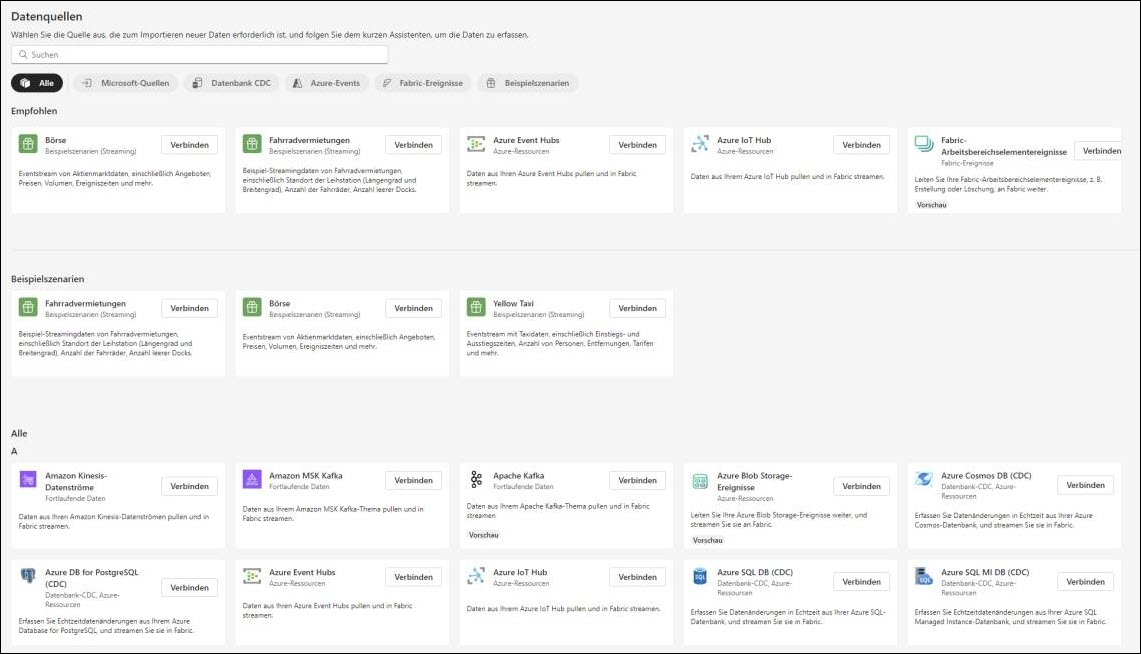 Datenquellen
Wählen Sie die Quelle aus, die zum Importieren neuer Daten erforderlich ist, und folgen Sie dem kurzen Assistenten, um die Daten zu erfassen.
Suchen
Alle
Microsoft-Quellen
Datenbank CDC
Azure-Events
Fabric-Ereignisse
Beispielszenarien
Empfohlen
Börse
Beispielszenarien (Streaming)
Verbinden
Eventstream von Aktienmarktdaten, einschließlich Angeboten,
Preisen, Volumen, Ereigniszeiten und mehr.
Fahrradvermietungen
Beispielszenarien (Streaming)
Verbinden
Beispiel-Streamingdaten von Fahrradvermietungen,
einschließlich Standort der Leihstation (Längengrad und
Breitengrad), Anzahl der Fahrräder, Anzahl leerer Docks.
Azure Event Hubs
Azure-Ressourcen
Verbinden
Daten aus Ihren Azure Event Hubs pullen und in Fabric
streamen.
Azure IoT Hub
Azure-Ressourcen
Verbinden
Daten aus Ihrem Azure IoT Hub pullen und in Fabric streamen.
Fabric-
Arbeitsbereichselementereignisse
Fabric-Ereignisse
Verbinden
Leiten Sie Ihre Fabric-Arbeitsbereichselementereignisse, z. B.
Erstellung oder Löschung, an Fabric weiter.
Vorschau
Beispielszenarien
Fahrradvermietungen
Beispielszenarien (Streaming)
Verbinden
Beispiel-Streamingdaten von Fahrradvermietungen,
einschließlich Standort der Leihstation (Längengrad und
Breitengrad), Anzahl der Fahrräder, Anzahl leerer Docks.
Börse
Beispielszenarien (Streaming)
Verbinden
Eventstream von Aktienmarktdaten, einschließlich Angeboten,
Preisen, Volumen, Ereigniszeiten und mehr.
Yellow Taxi
Beispielszenarien (Streaming)
Verbinden
Eventstream mit Taxidaten, einschließlich Einstiegs- und
Ausstiegszeiten, Anzahl von Personen, Entfernungen, Tarifen
und mehr.
Alle
A
Amazon Kinesis-
Datenströme
Fortlaufende Daten
Verbinden
Daten aus Ihren Amazon Kinesis-Datenströmen pullen und in
Fabric streamen.
Amazon MSK Kafka
Fortlaufende Daten
Verbinden
Daten aus Ihrem Amazon MSK Kafka-Thema pullen und in
Fabric streamen.
Apache Kafka
Fortlaufende Daten
Verbinden
Daten aus Ihrem Apache Kafka-Thema pullen und in Fabric
streamen
Vorschau
Azure Blob Storage-
Ereignisse
Azure-Ressourcen
Verbinden
Leiten Sie Ihre Azure Blob Storage-Ereignisse weiter, und
streamen Sie sie an Fabric.
Vorschau
Azure Cosmos DB (CDC)
Datenbank-CDC, Azure-
Ressourcen
Verbinden
Erfassen Sie Datenänderungen in Echtzeit aus Ihrer Azure
Cosmos-Datenbank, und streamen Sie sie in Fabric.
Azure DB for PostgreSQL
(CDC)
Datenbank-CDC, Azure-
Ressourcen
Verbinden
Erfassen Sie Echtzeitdatenänderungen aus Ihrem Azure
Database for PostgreSQL, und streamen Sie sie in Fabric.
Azure Event Hubs
Azure-Ressourcen
Verbinden
Daten aus Ihren Azure Event Hubs pullen und in Fabric
streamen.
Azure IoT Hub
Azure-Ressourcen
Verbinden
Daten aus Ihrem Azure IoT Hub pullen und in Fabric streamen.
Azure SQL DB (CDC)
Datenbank-CDC, Azure-
Ressourcen
Verbinden
Erfassen Sie Datenänderungen in Echtzeit aus Ihrer Azure SQL-
Datenbank, und streamen Sie sie in Fabric.
Azure SQL MI DB (CDC)
Datenbank-CDC, Azure-
Ressourcen
Verbinden
Erfassen Sie Echtzeitdatenänderungen aus Ihrer Azure SQL
Managed Instance-Datenbank, und streamen Sie sie in Fabric.